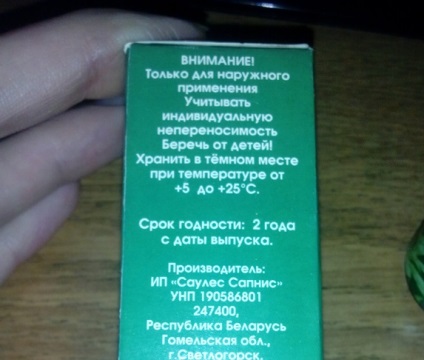 ВНИМАНИЕ!
Только для наружного
применения
Учитывать
индивидуальную
непереносимость
Беречь от детей!
Хранить в тёмном месте
при температуре от
+5 до +25°С.
Срок годности: 2 года
с даты выпуска.
Производитель:
ИП «Саулес Сапнис»
УНП 190586801
247400,
Республика Беларусь
Гомельская обл.,
г.Светлогорск.